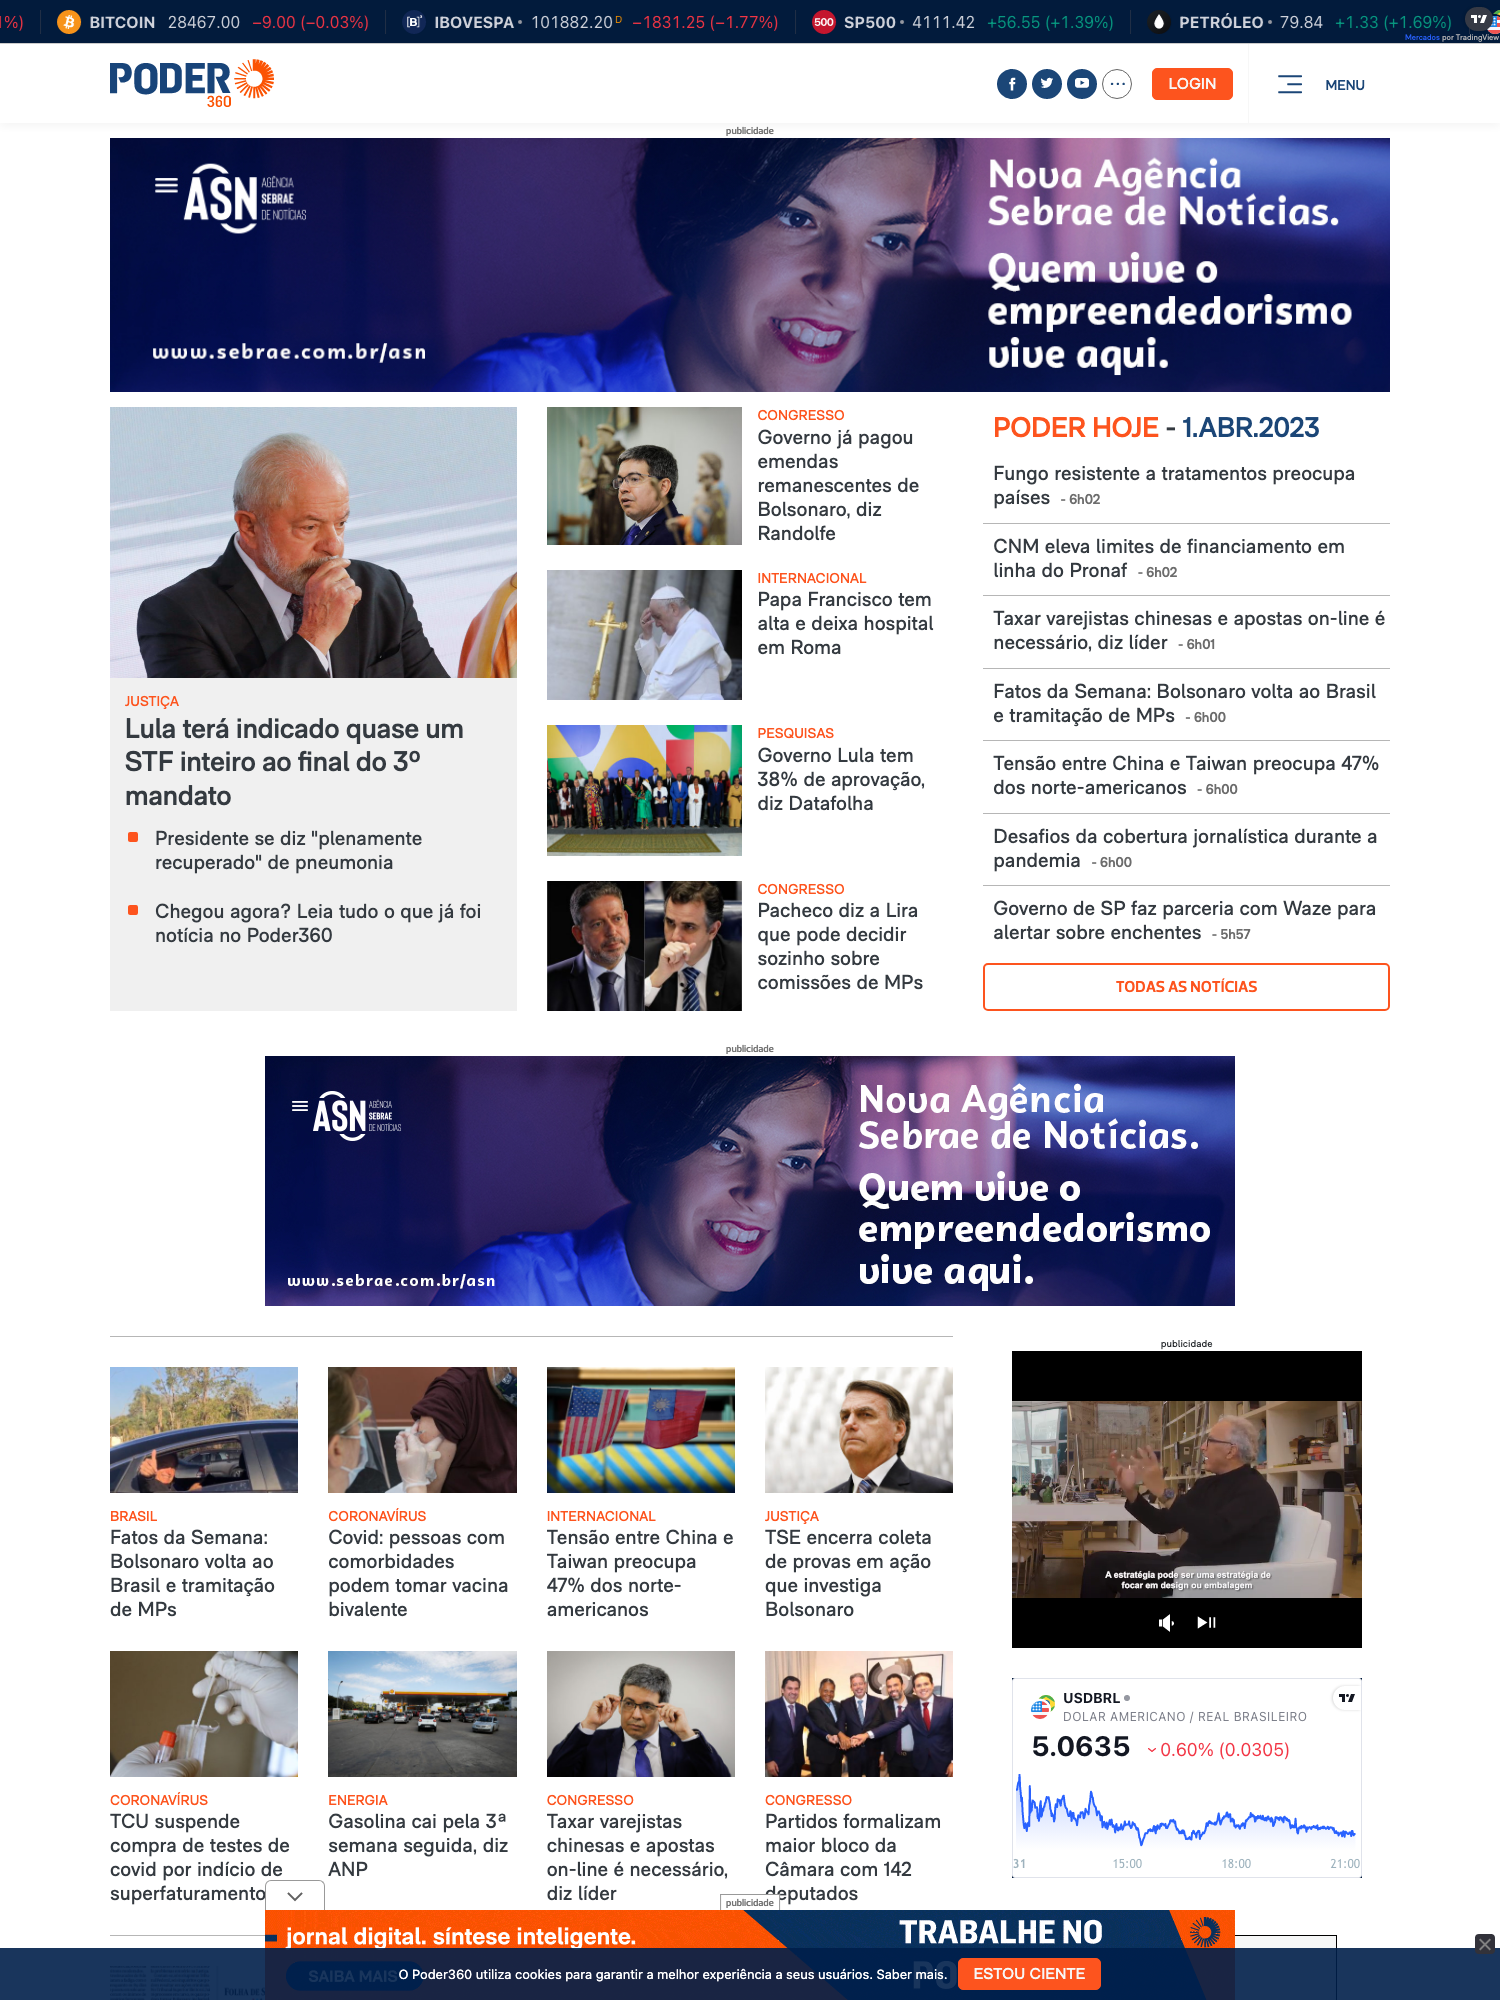 1%)
BITCOIN 28467.00 −9.00 (−0.03%)
IBOVESPA 101882.20 D −1831.25 (−1.77%)
500 SP500 4111.42 +56.55 (+1.39%)
PETRÓLEO 79.84 +1.33 (+1.69%)
Mercados por TradingView
PODER
360
LOGIN
MENU
publicidade
ASN AGÊNCIA
SEBRAE
DE NOTÍCIAS
www.sebrae.com.br/asn
Nova Agência
Sebrae de Notícias.
Quem vive o
empreendedorismo
vive aqui.
JUSTIÇA
Lula terá indicado quase um
STF inteiro ao final do 3º
mandato
Presidente se diz "plenamente
recuperado" de pneumonia
Chegou agora? Leia tudo o que já foi
notícia no Poder360
CONGRESSO
Governo já pagou
emendas
remanescentes de
Bolsonaro, diz
Randolfe
INTERNACIONAL
Papa Francisco tem
alta e deixa hospital
em Roma
PESQUISAS
Governo Lula tem
38% de aprovação,
diz Datafolha
CONGRESSO
Pacheco diz a Lira
que pode decidir
sozinho sobre
comissões de MPs
PODER HOJE - 1.ABR.2023
Fungo resistente a tratamentos preocupa
países - 6h02
CNM eleva limites de financiamento em
linha do Pronaf - 6h02
Taxar varejistas chinesas e apostas on-line é
necessário, diz líder - 6h01
Fatos da Semana: Bolsonaro volta ao Brasil
e tramitação de MPs - 6h00
Tensão entre China e Taiwan preocupa 47%
dos norte-americanos - 6h00
Desafios da cobertura jornalística durante a
pandemia - 6h00
Governo de SP faz parceria com Waze para
alertar sobre enchentes - 5h57
TODAS AS NOTÍCIAS
publicidade
ASN AGÊNCIA
SEBRAE
DE NOTÍCIAS
www.sebrae.com.br/asn
Nova Agência
Sebrae de Notícias.
Quem vive o
empreendedorismo
vive aqui.
BRASIL
Fatos da Semana:
Bolsonaro volta ao
Brasil e tramitação
de MPs
CORONAVÍRUS
Covid: pessoas com
comorbidades
podem tomar vacina
bivalente
INTERNACIONAL
Tensão entre China e
Taiwan preocupa
47% dos norte-
americanos
JUSTIÇA
TSE encerra coleta
de provas em ação
que investiga
Bolsonaro
CORONAVÍRUS
TCU suspende
compra de testes de
covid por indício de
superfaturamento
ENERGIA
Gasolina cai pela 3ª
semana seguida, diz
ANP
CONGRESSO
Taxar varejistas
chinesas e apostas
on-line é necessário,
diz líder
CONGRESSO
Partidos formalizam
maior bloco da
Câmara com 142
deputados
publicidade
A estratégia pode ser uma estratégia de
focar em design ou embalagem
USDBRL
DOLAR AMERICANO / REAL BRASILEIRO
5.0635 0.60% (0.0305)
31 15:00 18:00 21:00
publicidade
jornal digital. síntese inteligente.
TRABALHE NO
SAIBA MAIS
PO
O Poder360 utiliza cookies para garantir a melhor experiência a seus usuários. Saber mais.
ESTOU CIENTE